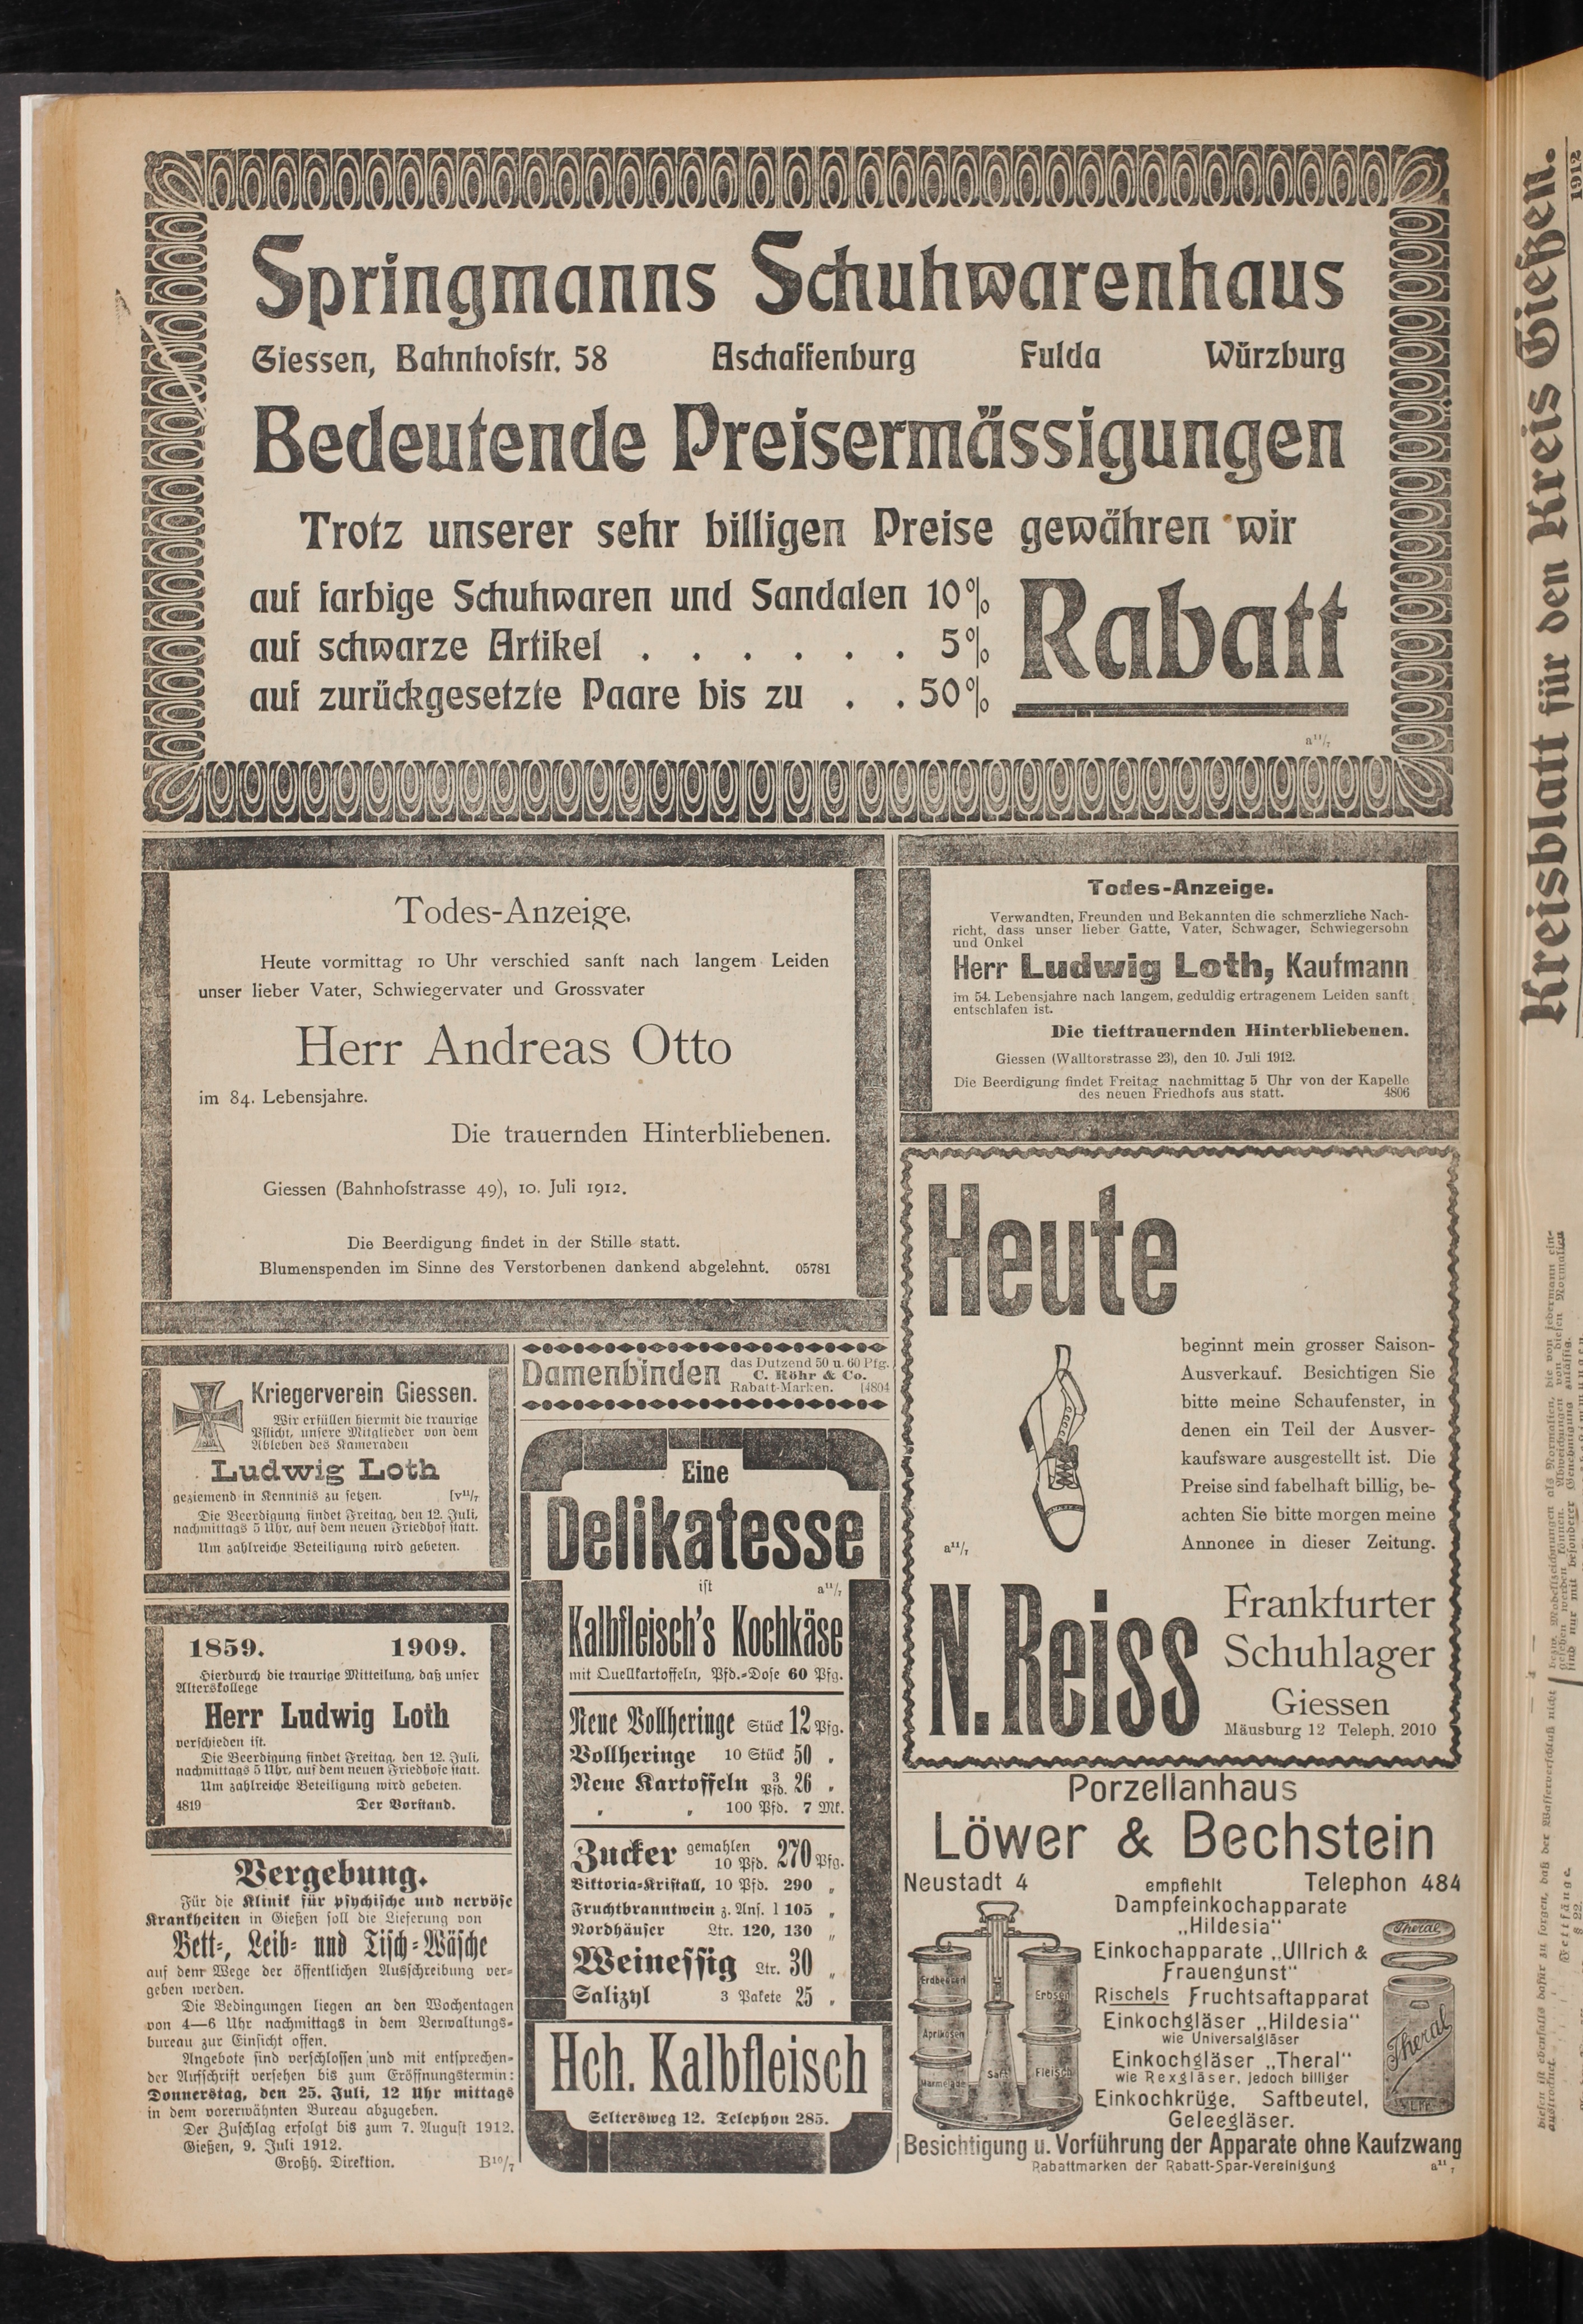 Springmanns Schuhwarenhaus
Giessen, Bahnhofstr. 58 Aschaffenburg Fulda Würzburg
Bedeutende Preisermässigungen
Trotz unserer sehr billigen Preise gewähren wir
auf farbige Schuhwaren und Sandalen 10%
auf schwarze Artikel . . . . . . 5%
auf zurückgesetzte Paare bis zu . . 50%
Rabatt
a¹¹/₇
Todes-Anzeige.
Heute vormittag 10 Uhr verschied sanft nach langem Leiden
unser lieber Vater, Schwiegervater und Grossvater
Herr Andreas Otto
im 84. Lebensjahre.
Die trauernden Hinterbliebenen.
Giessen (Bahnhofstrasse 49), 10. Juli 1912.
Die Beerdigung findet in der Stille statt.
Blumenspenden im Sinne des Verstorbenen dankend abgelehnt. 05781
Todes-Anzeige.
Verwandten, Freunden und Bekannten die schmerzliche Nach-
richt, dass unser lieber Gatte, Vater, Schwager, Schwiegersohn
und Onkel
Herr Ludwig Loth, Kaufmann
im 54. Lebensjahre nach langem, geduldig ertragenem Leiden sanft
entschlafen ist.
Die tieftrauernden Hinterbliebenen.
Giessen (Walltorstrasse 23), den 10. Juli 1912.
Die Beerdigung findet Freitag nachmittag 5 Uhr von der Kapelle
des neuen Friedhofs aus statt. 4806
Kriegerverein Giessen.
Wir erfüllen hiermit die traurige
Pflicht, unsere Mitglieder von dem
Ableben des Kameraden
Ludwig Loth
geziemend in Kenntnis zu setzen. [v¹¹/₇
Die Beerdigung findet Freitag, den 12. Juli,
nachmittags 5 Uhr, auf dem neuen Friedhof statt.
Um zahlreiche Beteiligung wird gebeten.
1859. 1909.
Hierdurch die traurige Mitteilung, daß unser
Alterskollege
Herr Ludwig Loth
verschieden ist.
Die Beerdigung findet Freitag, den 12. Juli,
nachmittags 5 Uhr, auf dem neuen Friedhofe statt.
Um zahlreiche Beteiligung wird gebeten.
4819 Der Vorstand.
Vergebung.
Für die Klinik für psychische und nervöse
Krankheiten in Gießen soll die Lieferung von
Bett-, Leib- und Tisch-Wäsche
auf dem Wege der öffentlichen Ausschreibung ver-
geben werden.
Die Bedingungen liegen an den Wochentagen
von 4—6 Uhr nachmittags in dem Verwaltungs-
bureau zur Einsicht offen.
Angebote sind verschlossen und mit entsprechen-
der Aufschrift versehen bis zum Eröffnungstermin:
Donnerstag, den 25. Juli, 12 Uhr mittags
in dem vorerwähnten Bureau abzugeben.
Der Zuschlag erfolgt bis zum 7. August 1912.
Gießen, 9. Juli 1912.
Großh. Direktion. B¹⁰/₇
Damenbinden das Dutzend 50 u. 60 Pfg.
C. Röhr & Co.
Rabatt-Marken. [4804
Eine
Delikatesse
ist a¹¹/₇
Kalbfleisch's Kochkäse
mit Quellkartoffeln, Pfd.-Dose 60 Pfg.
Neue Vollheringe Stück 12 Pfg.
Vollheringe 10 Stück 50 "
Neue Kartoffeln 3 Pfd. 26 "
" " 100 Pfd. 7 Mk.
Zucker gemahlen 10 Pfd. 270 Pfg.
Viktoria-Kristall, 10 Pfd. 290 "
Fruchtbranntwein z. Ans. l 105 "
Nordhäuser Ltr. 120, 130 "
Weinessig Ltr. 30 "
Salizyl 3 Pakete 25 "
Hch. Kalbfleisch
Seltersweg 12. Telephon 285.
Heute
beginnt mein grosser Saison-
Ausverkauf. Besichtigen Sie
bitte meine Schaufenster, in
denen ein Teil der Ausver-
kaufsware ausgestellt ist. Die
Preise sind fabelhaft billig, be-
achten Sie bitte morgen meine
Annonce in dieser Zeitung.
a¹¹/₇
N. Reiss
Frankfurter
Schuhlager
Giessen
Mäusburg 12 Teleph. 2010
Porzellanhaus
Löwer & Bechstein
Neustadt 4 empfiehlt Telephon 484
Dampfeinkochapparate
„Hildesia"
Einkochapparate „Ullrich &
Frauengunst"
Rischels Fruchtsaftapparat
Einkochgläser „Hildesia"
wie Universalgläser
Einkochgläser „Theral"
wie Rexgläser, jedoch billiger
Einkochkrüge, Saftbeutel,
Geleegläser.
Erdbeeren
Aprikosen
Marmelade
Saft
Erbsen
Fleisch
Theral
Theral
Besichtigung u. Vorführung der Apparate ohne Kaufzwang
Rabattmarken der Rabatt-Spar-Vereinigung a¹¹/₇
Kreisblatt für den Kreis Gießen.
1912